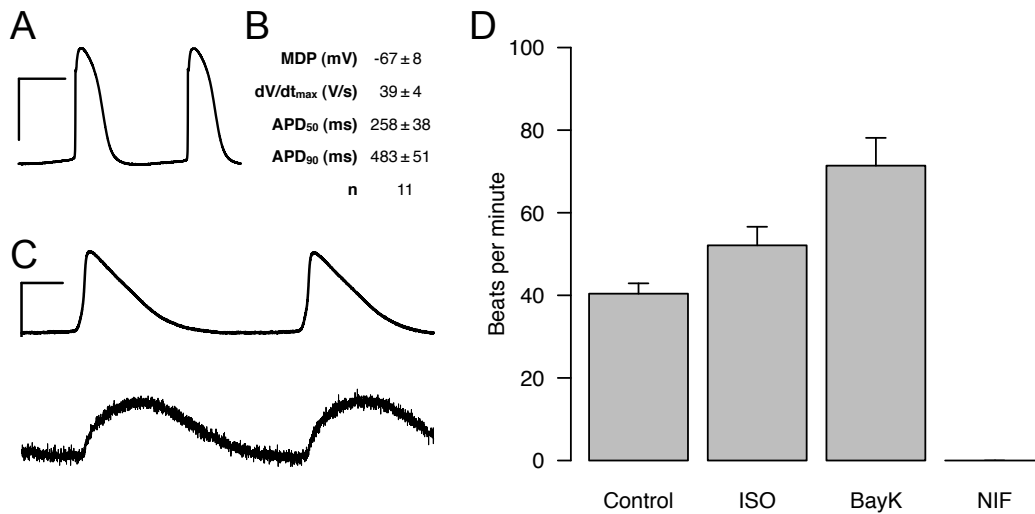 A
B
MDP (mV) -67 ± 8
dV/dtmax (V/s) 39 ± 4
APD50 (ms) 258 ± 38
APD90 (ms) 483 ± 51
n 11
C
D
Beats per minute
100
80
60
40
20
0
Control ISO BayK NIF